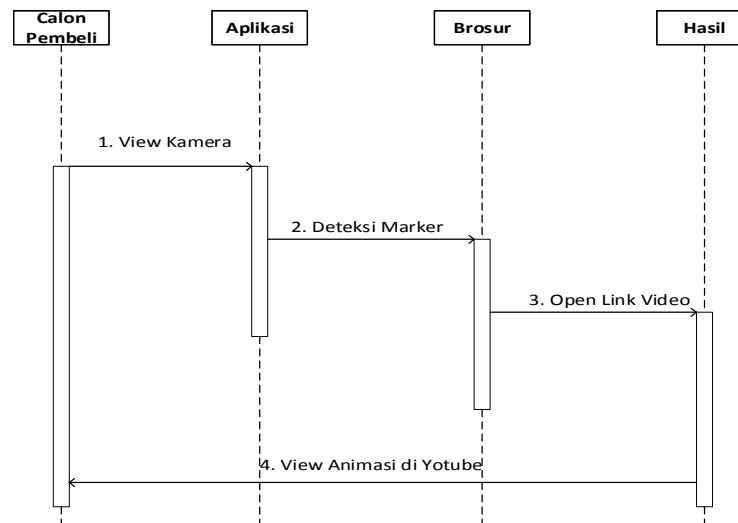 Calon
Pembeli
Aplikasi
Brosur
Hasil
1. View Kamera
2. Deteksi Marker
3. Open Link Video
4. View Animasi di Yotube